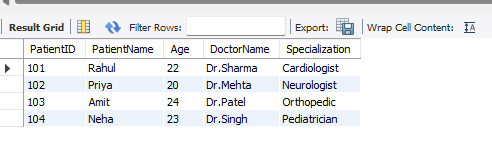 Result Grid Filter Rows: Export: Wrap Cell Content:
PatientID PatientName Age DoctorName Specialization
101 Rahul 22 Dr.Sharma Cardiologist
102 Priya 20 Dr.Mehta Neurologist
103 Amit 24 Dr.Patel Orthopedic
104 Neha 23 Dr.Singh Pediatrician